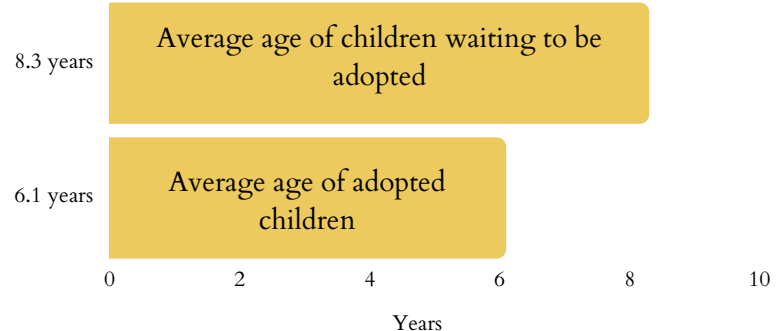 Average age of children waiting to be
adopted
8.3 years
Average age of adopted
children
6.1 years
0 2 4 6 8 10
Years